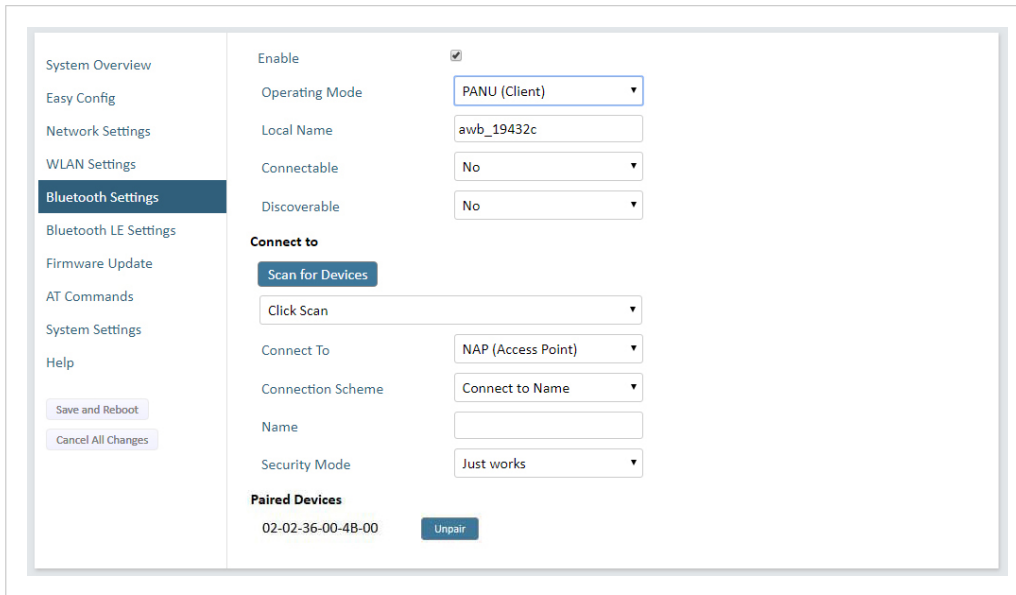 System Overview
Easy Config
Network Settings
WLAN Settings
Bluetooth Settings
Bluetooth LE Settings
Firmware Update
AT Commands
System Settings
Help
Save and Reboot
Cancel All Changes
Enable
Operating Mode PANU (Client)
Local Name awb_19432c
Connectable No
Discoverable No
Connect to
Scan for Devices
Click Scan
Connect To NAP (Access Point)
Connection Scheme Connect to Name
Name
Security Mode Just works
Paired Devices
02-02-36-00-4B-00 Unpair